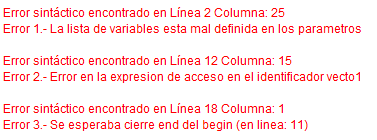 Error sintáctico encontrado en Línea 2 Columna: 25
Error 1.- La lista de variables esta mal definida en los parametros
Error sintáctico encontrado en Línea 12 Columna: 15
Error 2.- Error en la expresion de acceso en el identificador vecto1
Error sintáctico encontrado en Línea 18 Columna: 1
Error 3.- Se esperaba cierre end del begin (en linea: 11)